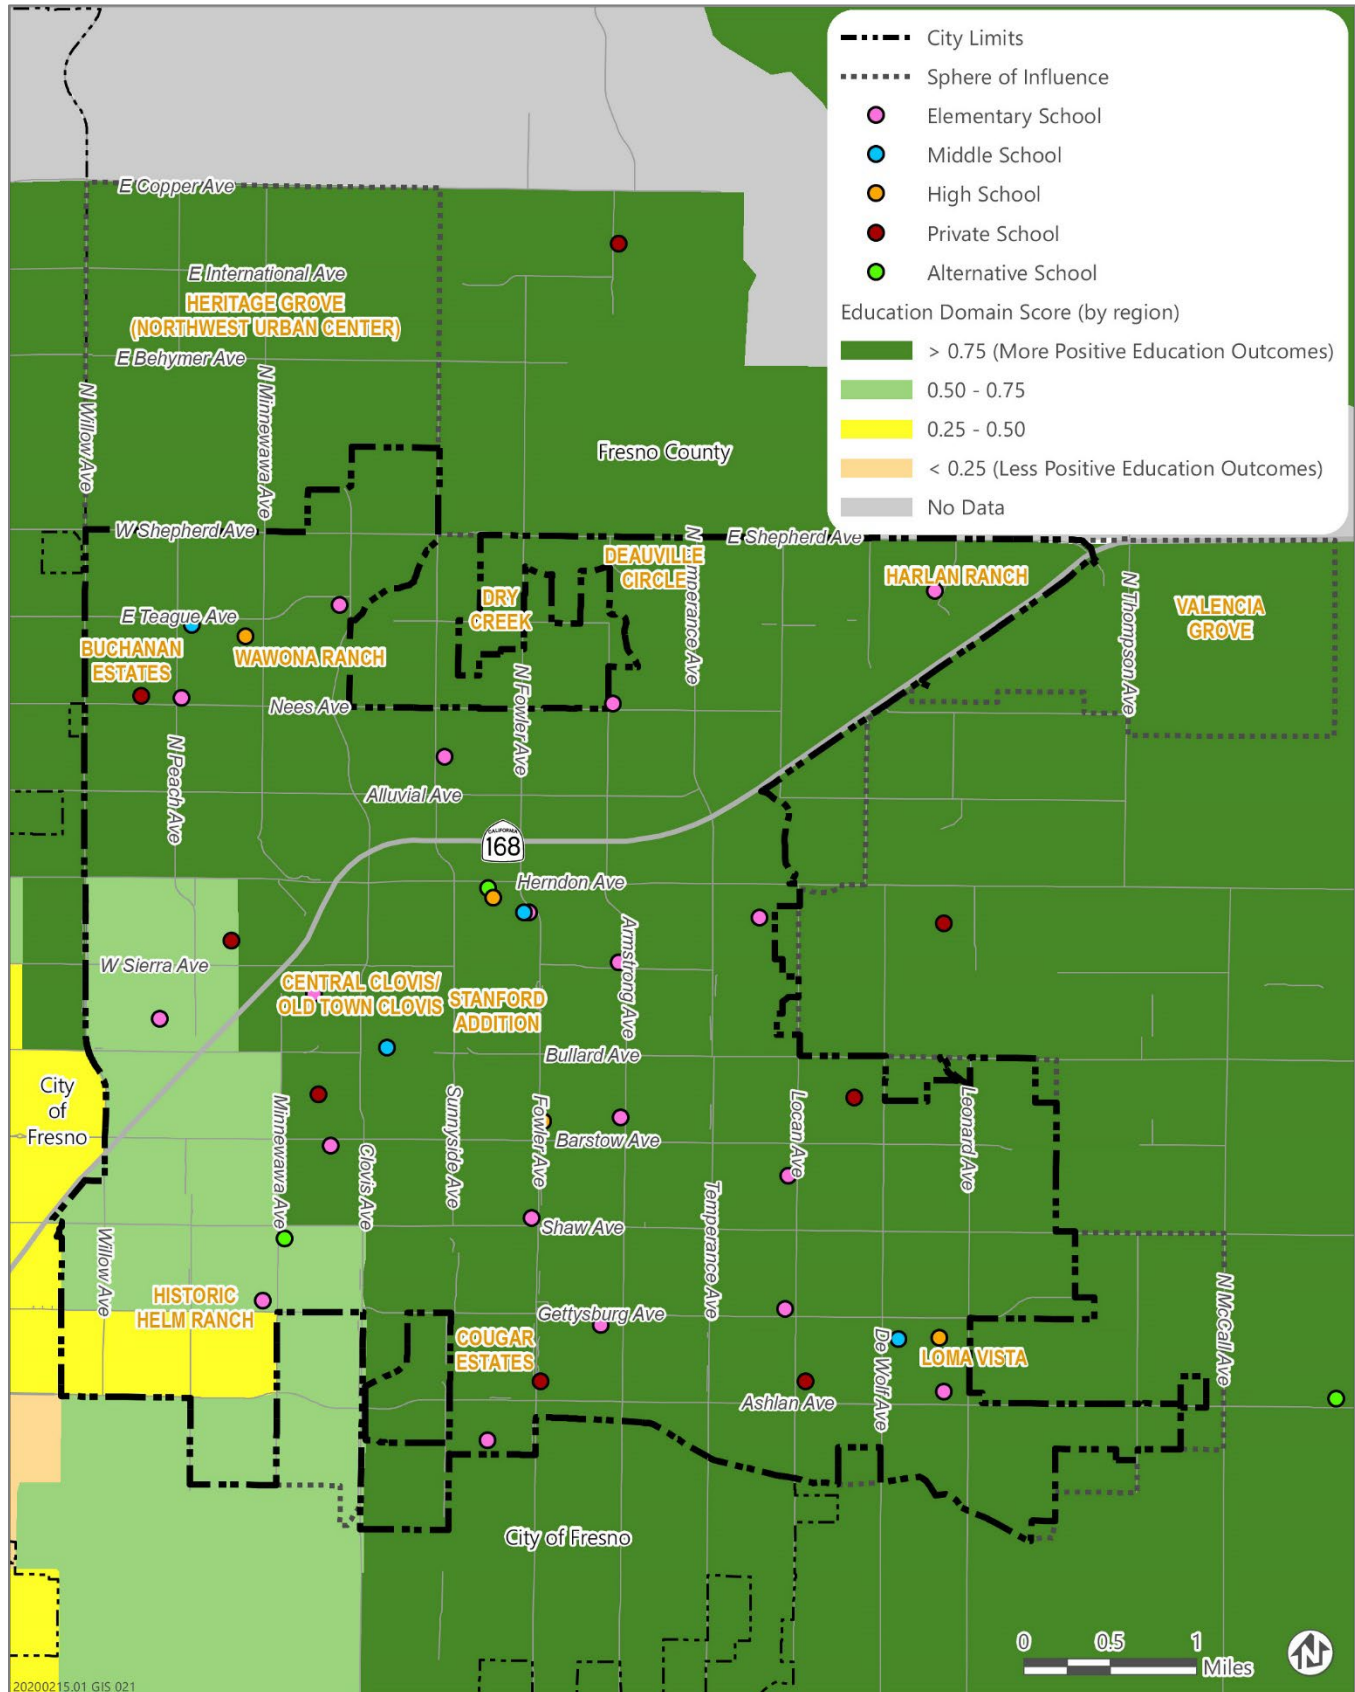 City Limits
Sphere of Influence
Elementary School
Middle School
High School
Private School
Alternative School
Education Domain Score (by region)
> 0.75 (More Positive Education Outcomes)
0.50 - 0.75
0.25 - 0.50
< 0.25 (Less Positive Education Outcomes)
No Data
E Copper Ave
E International Ave
HERITAGE GROVE
(NORTHWEST URBAN CENTER)
E Behymer Ave
N Willow Ave
N Minnewawa Ave
Fresno County
W Shepherd Ave
E Shepherd Ave
DEAUVILLE
CIRCLE
HARLAN RANCH
N Thompson Ave
VALENCIA
GROVE
DRY
CREEK
E Teague Ave
BUCHANAN
ESTATES
WAWONA RANCH
Nees Ave
N Fowler Ave
N Peach Ave
Alluvial Ave
CALIFORNIA
168
Herndon Ave
Armstrong Ave
W Sierra Ave
CENTRAL CLOVIS/
OLD TOWN CLOVIS
STANFORD
ADDITION
Bullard Ave
City
of
Fresno
Minnewawa Ave
Clovis Ave
Sunnyside Ave
Fowler Ave
Barstow Ave
Locan Ave
Leonard Ave
Temperance Ave
Shaw Ave
Willow Ave
HISTORIC
HELM RANCH
Gettysburg Ave
COUGAR
ESTATES
De Wolf Ave
LOMA VISTA
N McCall Ave
Ashlan Ave
City of Fresno
0 0.5 1
Miles
N
20200215.01 GIS 021